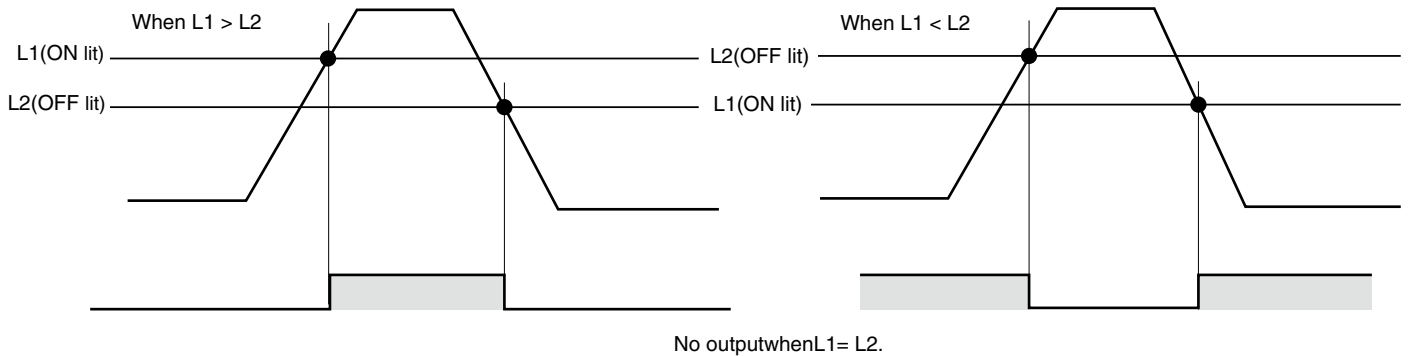 When L1 > L2
L1(ON lit)
L2(OFF lit)
When L1 < L2
L2(OFF lit)
L1(ON lit)
No outputwhenL1= L2.